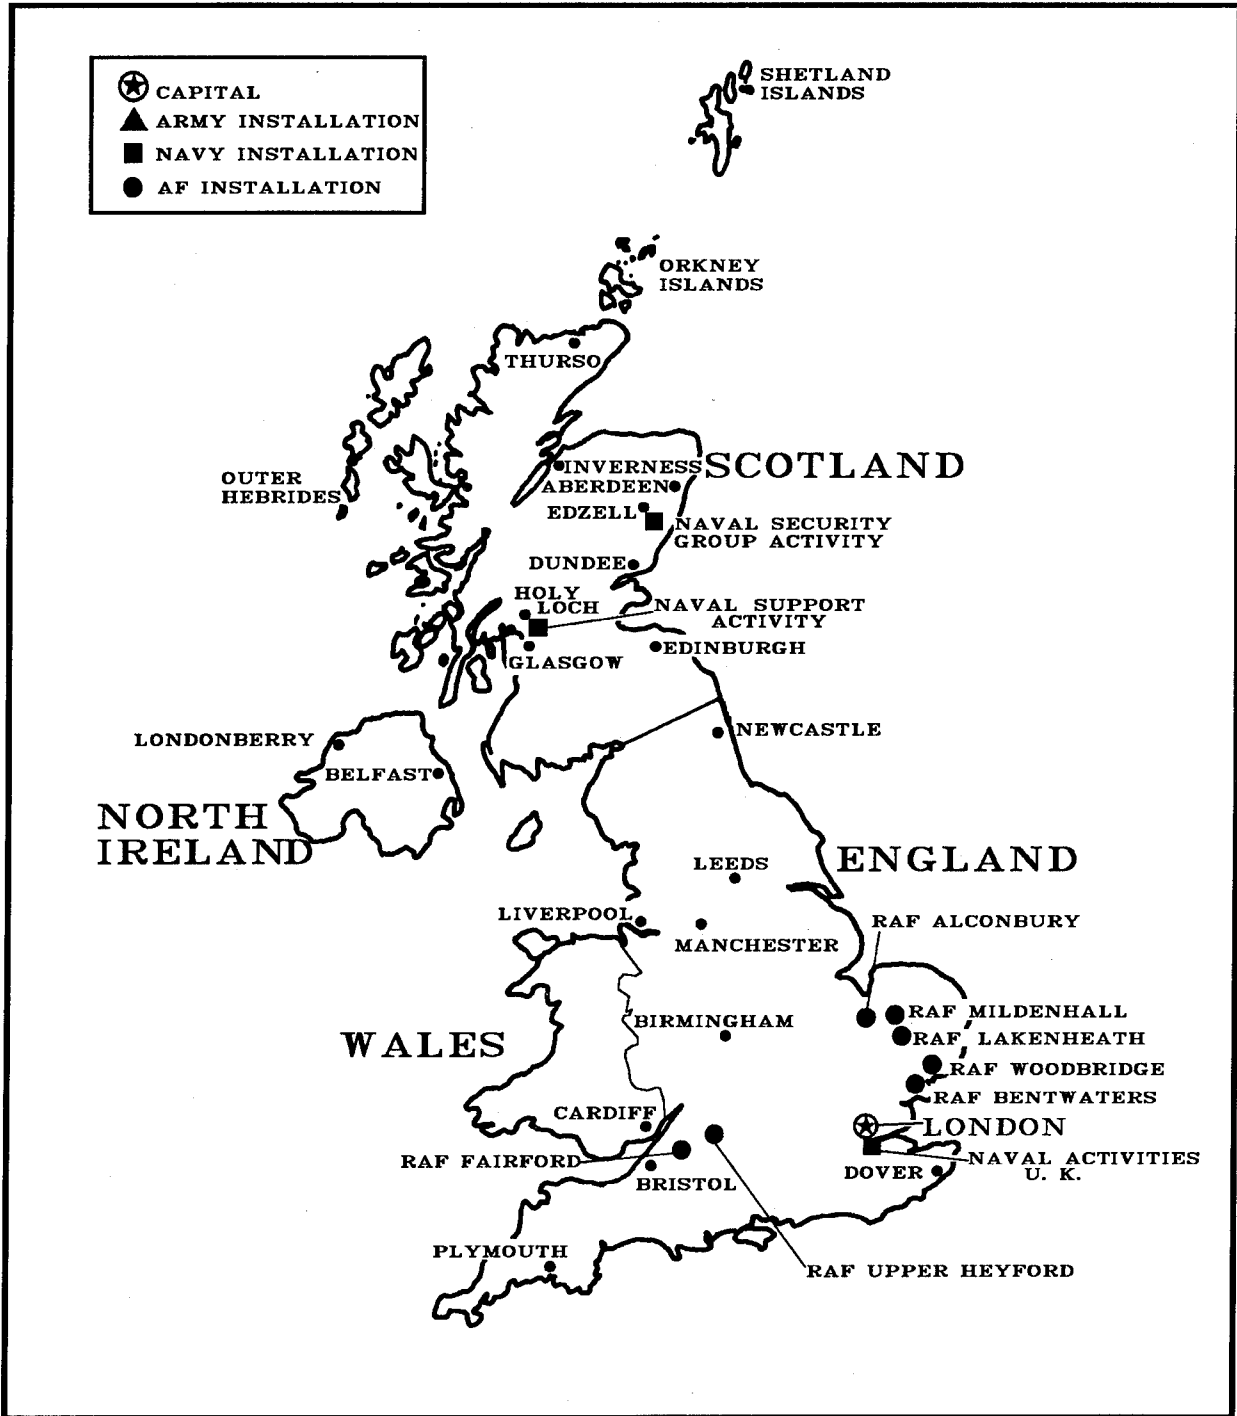 CAPITAL
ARMY INSTALLATION
NAVY INSTALLATION
AF INSTALLATION
SHETLAND
ISLANDS
ORKNEY
ISLANDS
THURSO
OUTER
HEBRIDES
INVERNESS
SCOTLAND
ABERDEEN
EDZELL
NAVAL SECURITY
GROUP ACTIVITY
DUNDEE
HOLY
LOCH
NAVAL SUPPORT
ACTIVITY
GLASGOW
EDINBURGH
LONDONBERRY
NEWCASTLE
BELFAST
NORTH
IRELAND
LEEDS
ENGLAND
LIVERPOOL
MANCHESTER
RAF ALCONBURY
WALES
BIRMINGHAM
RAF MILDENHALL
RAF LAKENHEATH
RAF WOODBRIDGE
RAF BENTWATERS
CARDIFF
LONDON
RAF FAIRFORD
BRISTOL
DOVER
NAVAL ACTIVITIES
U. K.
PLYMOUTH
RAF UPPER HEYFORD